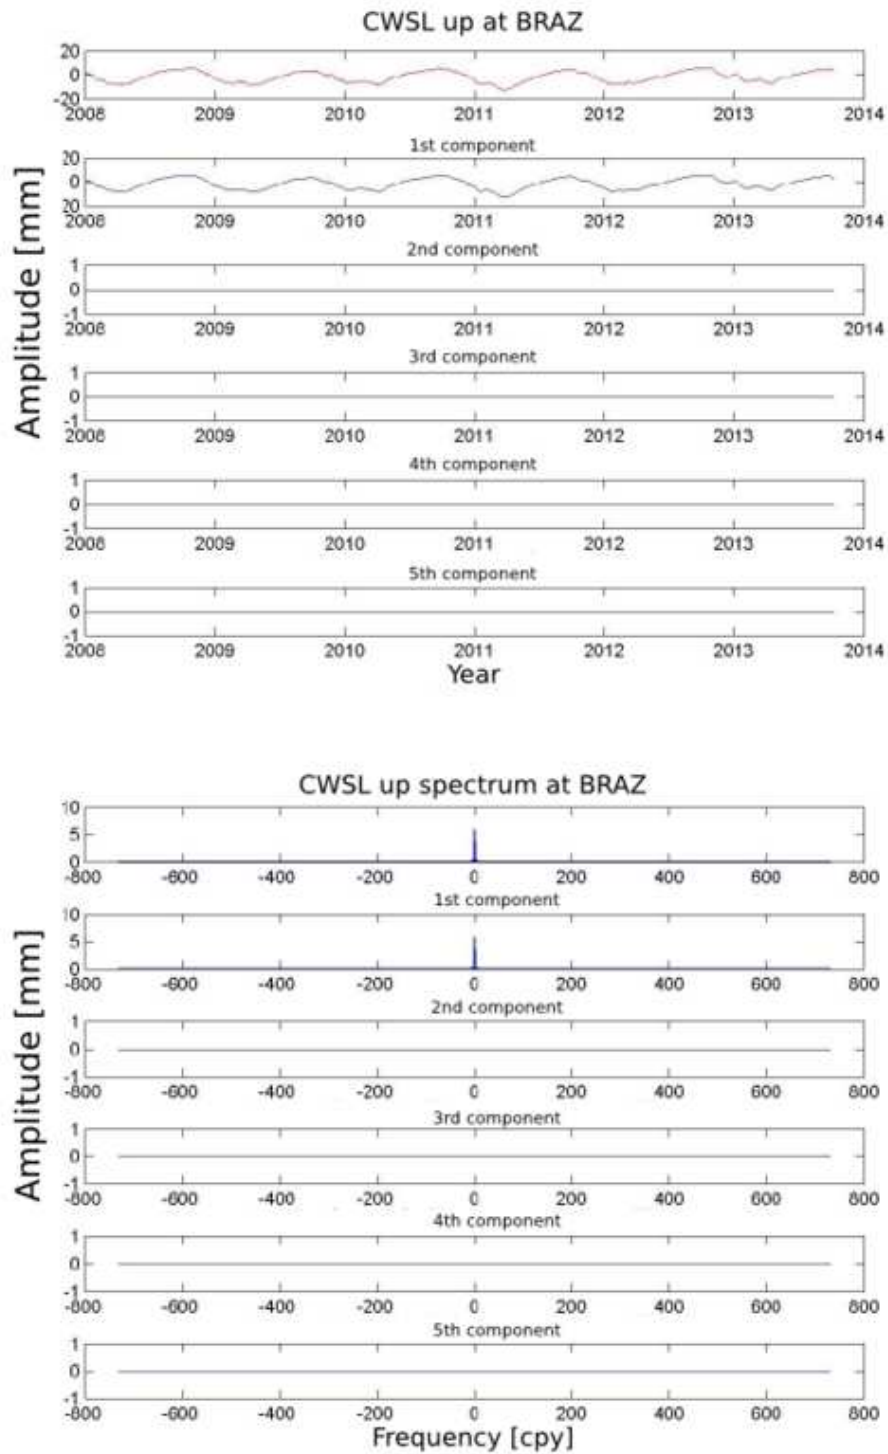 CWSL up at BRAZ
20
0
-20
2008 2009 2010 2011 2012 2013 2014
1st component
20
0
20
2008 2009 2010 2011 2012 2013 2014
2nd component
1
0
-1
2008 2009 2010 2011 2012 2013 2014
3rd component
1
0
-1
2008 2009 2010 2011 2012 2013 2014
4th component
1
0
-1
2008 2009 2010 2011 2012 2013 2014
5th component
1
0
-1
2008 2009 2010 2011 2012 2013 2014
Year
Amplitude [mm]
CWSL up spectrum at BRAZ
10
5
0
-800 -600 -400 -200 0 200 400 600 800
1st component
10
5
0
-800 -600 -400 -200 0 200 400 600 800
2nd component
1
0
-1
-800 -600 -400 -200 0 200 400 600 800
3rd component
1
0
-1
-800 -600 -400 -200 0 200 400 600 800
4th component
1
0
-1
-800 -600 -400 -200 0 200 400 600 800
5th component
1
0
-1
-800 -600 -400 -200 0 200 400 600 800
Frequency [cpy]
Amplitude [mm]